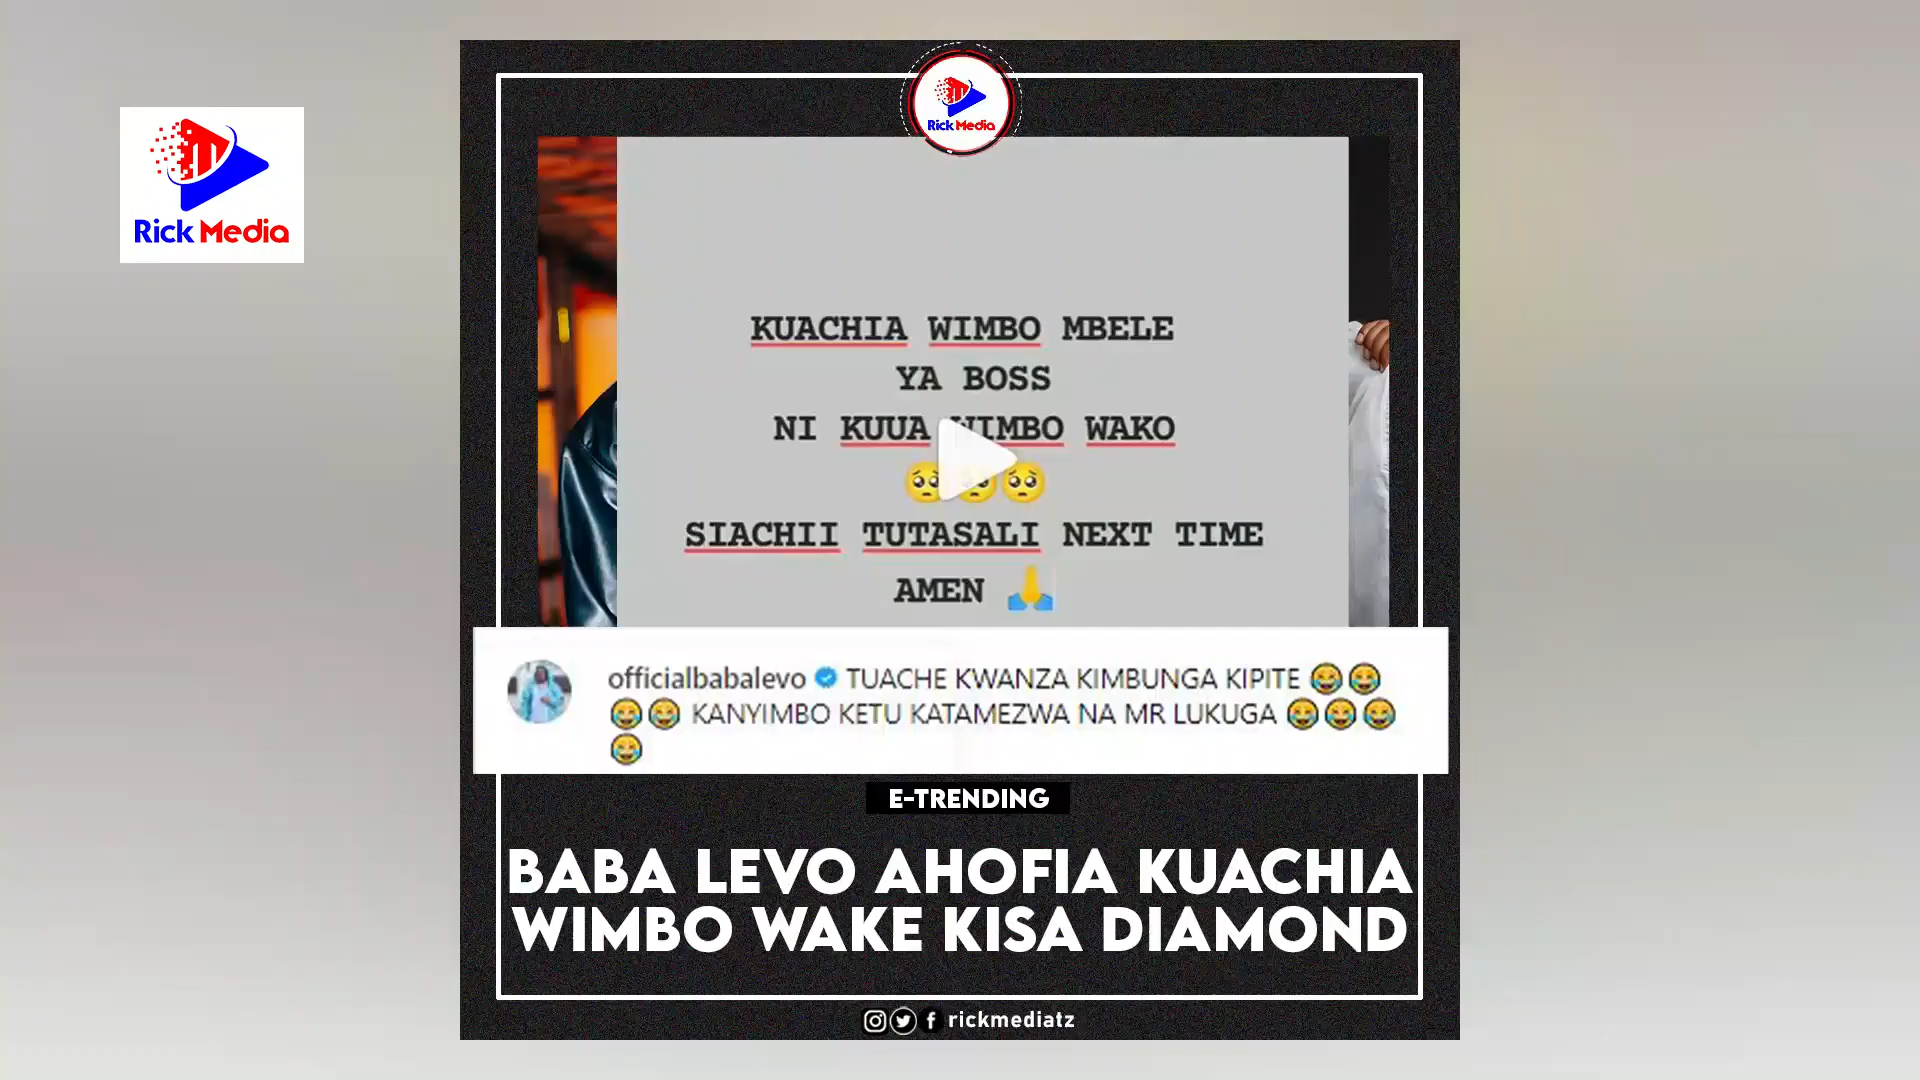 Rick Media
Rick Media
KUACHIA WIMBO MBELE
YA BOSS
NI KUUA WIMBO WAKO
🥺🥺🥺
SIACHII TUTASALI NEXT TIME
AMEN 🙏
officialbabalevo TUACHE KWANZA KIMBUNGA KIPITE 😂😂
😂😂 KANYIMBO KETU KATAMEZWA NA MR LUKUGA 😂😂😂
😂
E-TRENDING
BABA LEVO AHOFIA KUACHIA
WIMBO WAKE KISA DIAMOND
rickmediatz